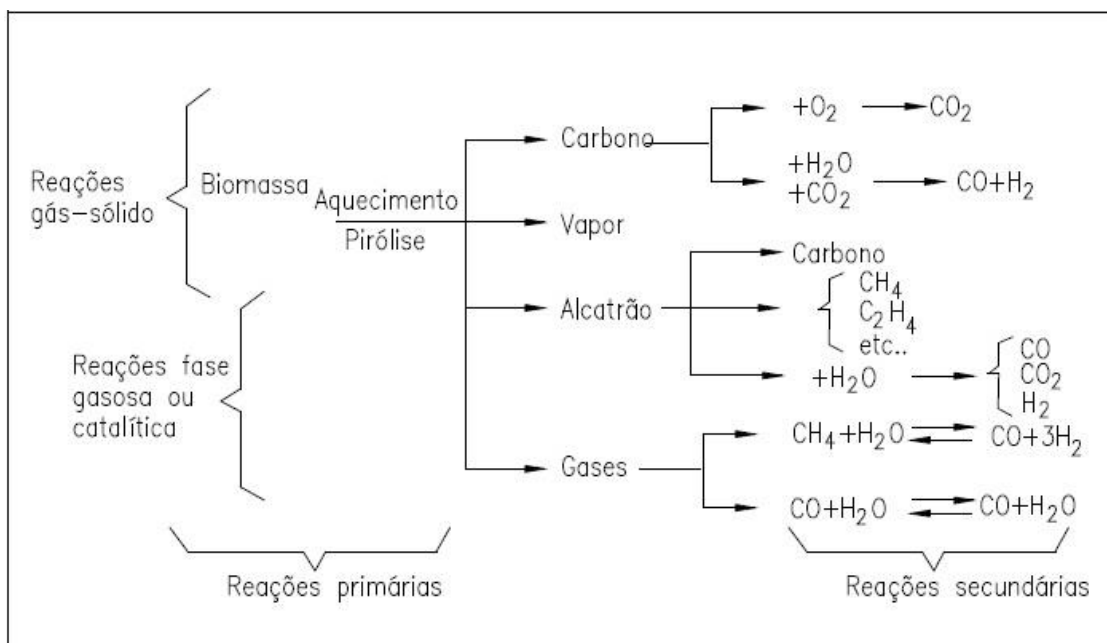 Reações
gás-sólido
Biomassa
Aquecimento
Pirólise
Reações fase
gasosa ou
catalítica
Reações primárias
Carbono
+O₂ → CO₂
+H₂O
+CO₂ → CO+H₂
Vapor
Alcatrão
Carbono
CH₄
C₂H₄
etc..
+H₂O →
CO
CO₂
H₂
Gases
CH₄+H₂O ⇄ CO+3H₂
CO+H₂O ⇄ CO+H₂O
Reações secundárias